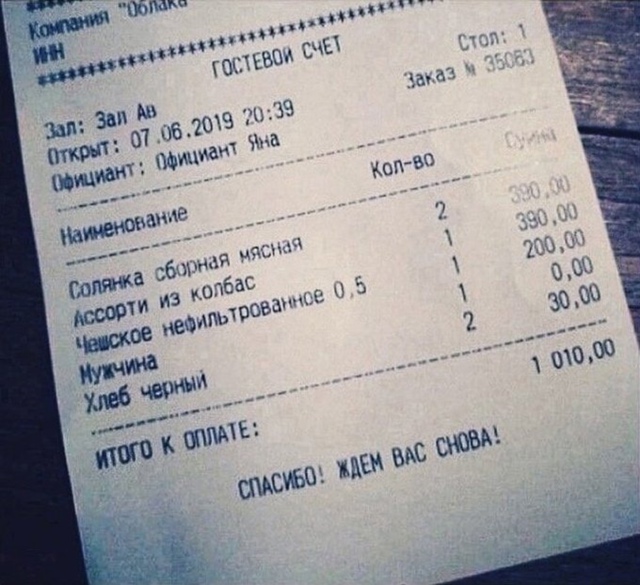 Компания "Облака
ИНН
************************************
ГОСТЕВОЙ СЧЕТ
Стол: 1
Зал: Зал Ав Заказ № 35063
Открыт: 07.06.2019 20:39
Официант: Официант Яна
Наименование Кол-во Сумма
Солянка сборная мясная 2 390,00
Ассорти из колбас 1 390,00
Чешское нефильтрованное 0,5 1 200,00
Мужчина 1 0,00
Хлеб черный 2 30,00
ИТОГО К ОПЛАТЕ: 1 010,00
СПАСИБО! ЖДЕМ ВАС СНОВА!